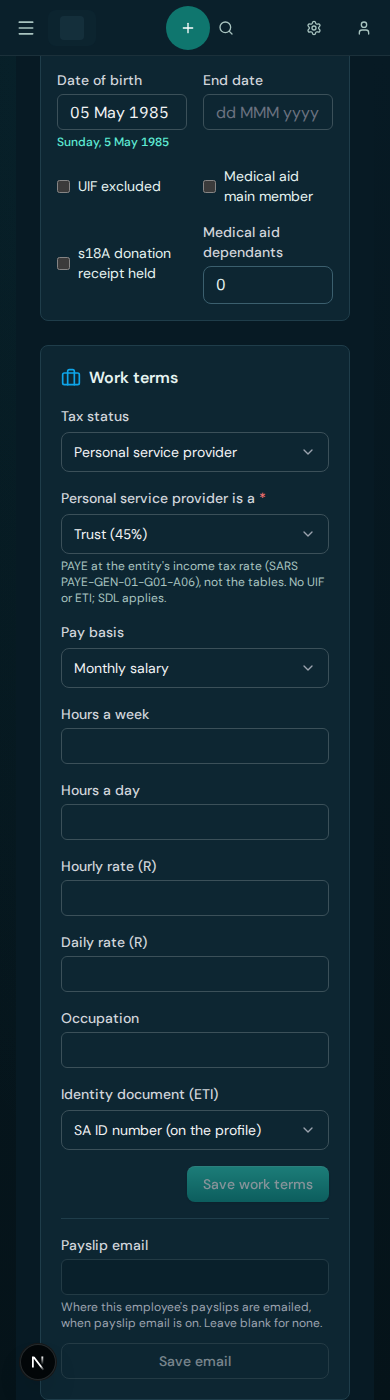 Date of birth
End date
05 May 1985
dd MMM yyyy
Sunday, 5 May 1985
UIF excluded
Medical aid
main member
s18A donation
receipt held
Medical aid
dependants
0
Work terms
Tax status
Personal service provider
Personal service provider is a *
Trust (45%)
PAYE at the entity's income tax rate (SARS
PAYE-GEN-01-G01-A06), not the tables. No UIF
or ETI; SDL applies.
Pay basis
Monthly salary
Hours a week
Hours a day
Hourly rate (R)
Daily rate (R)
Occupation
Identity document (ETI)
SA ID number (on the profile)
Save work terms
Payslip email
Where this employee's payslips are emailed,
when payslip email is on. Leave blank for none.
N
Save email